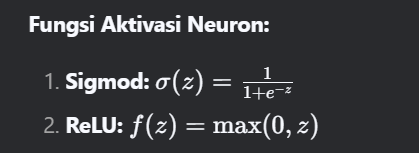 Fungsi Aktivasi Neuron:
1. Sigmod: σ(z) = 1/(1+e^{-z})
2. ReLU: f(z) = max(0, z)